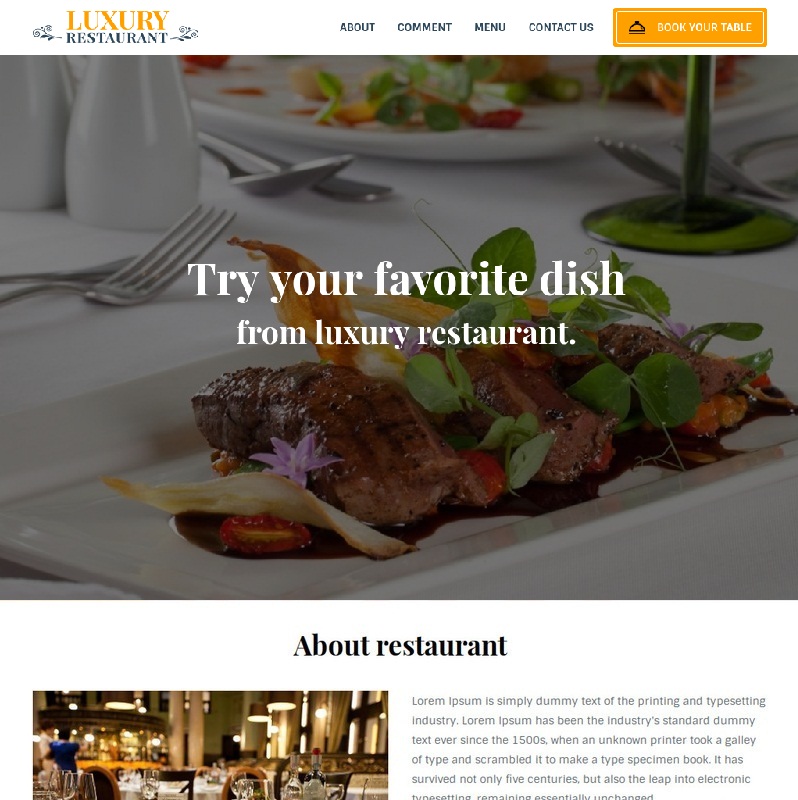 LUXURY
RESTAURANT
ABOUT
COMMENT
MENU
CONTACT US
BOOK YOUR TABLE
Try your favorite dish
from luxury restaurant.
About restaurant
Lorem Ipsum is simply dummy text of the printing and typesetting
industry. Lorem Ipsum has been the industry's standard dummy
text ever since the 1500s, when an unknown printer took a galley
of type and scrambled it to make a type specimen book. It has
survived not only five centuries, but also the leap into electronic
typesetting, remaining essentially unchanged.